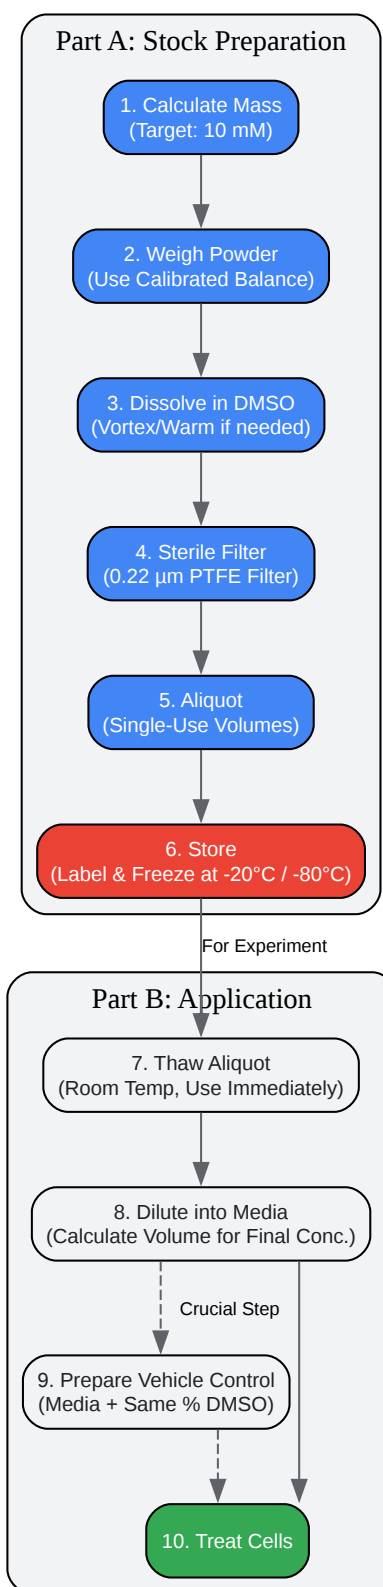 Part A: Stock Preparation
1. Calculate Mass
(Target: 10 mM)
2. Weigh Powder
(Use Calibrated Balance)
3. Dissolve in DMSO
(Vortex/Warm if needed)
4. Sterile Filter
(0.22 µm PTFE Filter)
5. Aliquot
(Single-Use Volumes)
6. Store
(Label & Freeze at -20°C / -80°C)
For Experiment
Part B: Application
7. Thaw Aliquot
(Room Temp, Use Immediately)
8. Dilute into Media
(Calculate Volume for Final Conc.)
Crucial Step
9. Prepare Vehicle Control
(Media + Same % DMSO)
10. Treat Cells